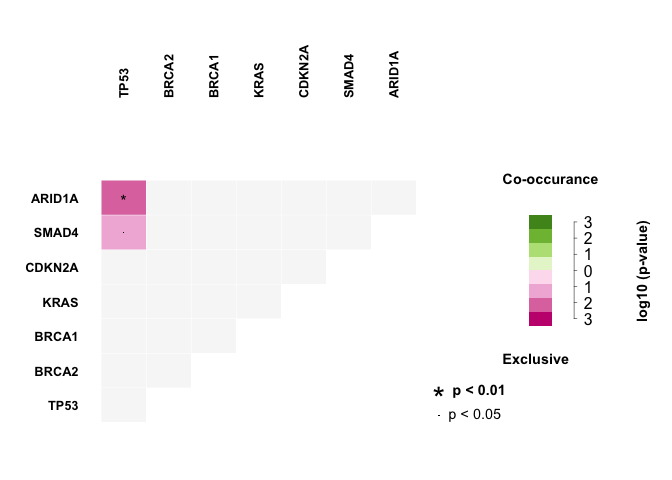 TP53
BRCA2
BRCA1
KRAS
CDKN2A
SMAD4
ARID1A
ARID1A *
SMAD4 .
CDKN2A
KRAS
BRCA1
BRCA2
TP53
Co-occurance
3
2
1
0
1
2
3
log10 (p-value)
Exclusive
* p < 0.01
. p < 0.05